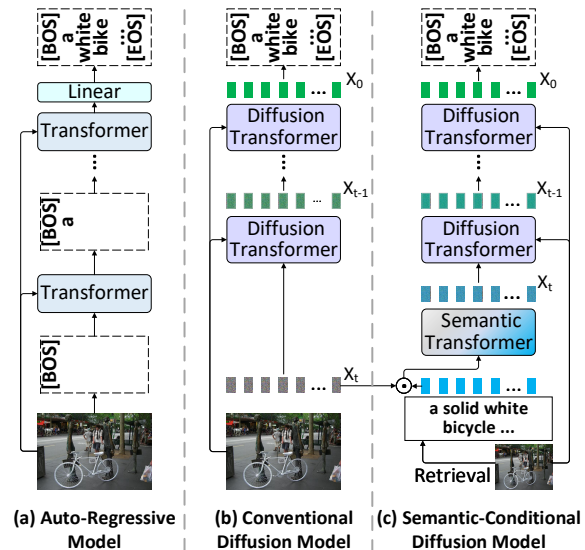 [BOS]
a
white
bike
...
[EOS]
Linear
Transformer
...
[BOS]
a
Transformer
[BOS]
(a) Auto-Regressive
Model
[BOS]
a
white
bike
...
[EOS]
... X0
Diffusion
Transformer
...
... Xt-1
Diffusion
Transformer
... Xt
(b) Conventional
Diffusion Model
[BOS]
a
white
bike
...
[EOS]
... X0
Diffusion
Transformer
...
... Xt-1
Diffusion
Transformer
... Xt
Semantic
Transformer
...
a solid white
bicycle ...
Retrieval
(c) Semantic-Conditional
Diffusion Model